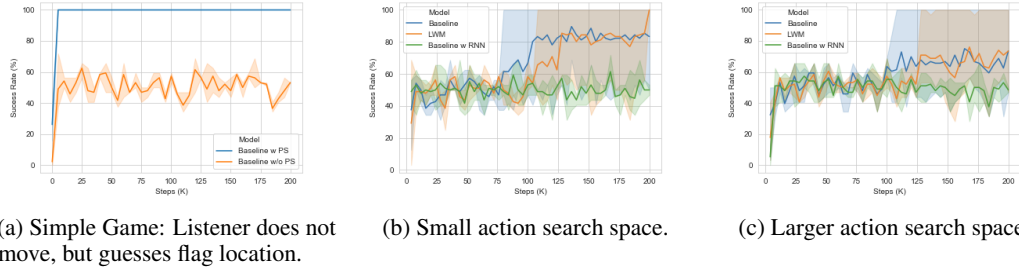 100
80
60
40
20
0
Success Rate (%)
Model
Baseline w PS
Baseline w/o PS
0 25 50 75 100 125 150 175 200
Steps (K)
100
80
60
40
20
0
Success Rate (%)
Model
Baseline
LWM
Baseline w RNN
0 25 50 75 100 125 150 175 200
Steps (K)
100
80
60
40
20
0
Success Rate (%)
Model
Baseline
LWM
Baseline w RNN
0 25 50 75 100 125 150 175 200
Steps (K)
(a) Simple Game: Listener does not
move, but guesses flag location.
(b) Small action search space.
(c) Larger action search space